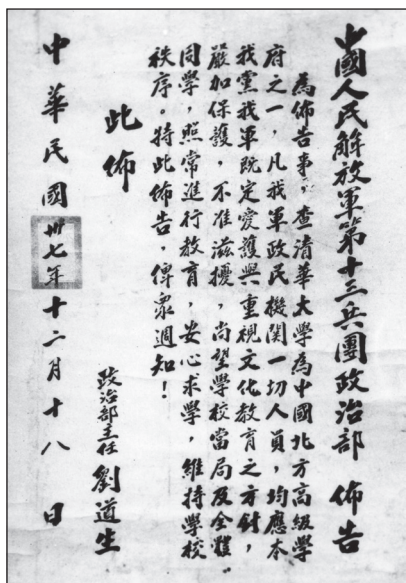 中國人民解放軍第十三兵團政治部 佈告
為佈告事，查清華大学為中國北方高級學
府之一，凡我軍政民機関一切人員，均應本
我黨我軍既定愛護與重視文化教育之方針，
嚴加保護，不准滋擾，尚望學校當局及全體
同學，照常進行教育，安心求學，維持學校
秩序。特此佈告，俾衆週知！
此佈
政治部主任 劉道生
中華民國卅七年十二月十八日